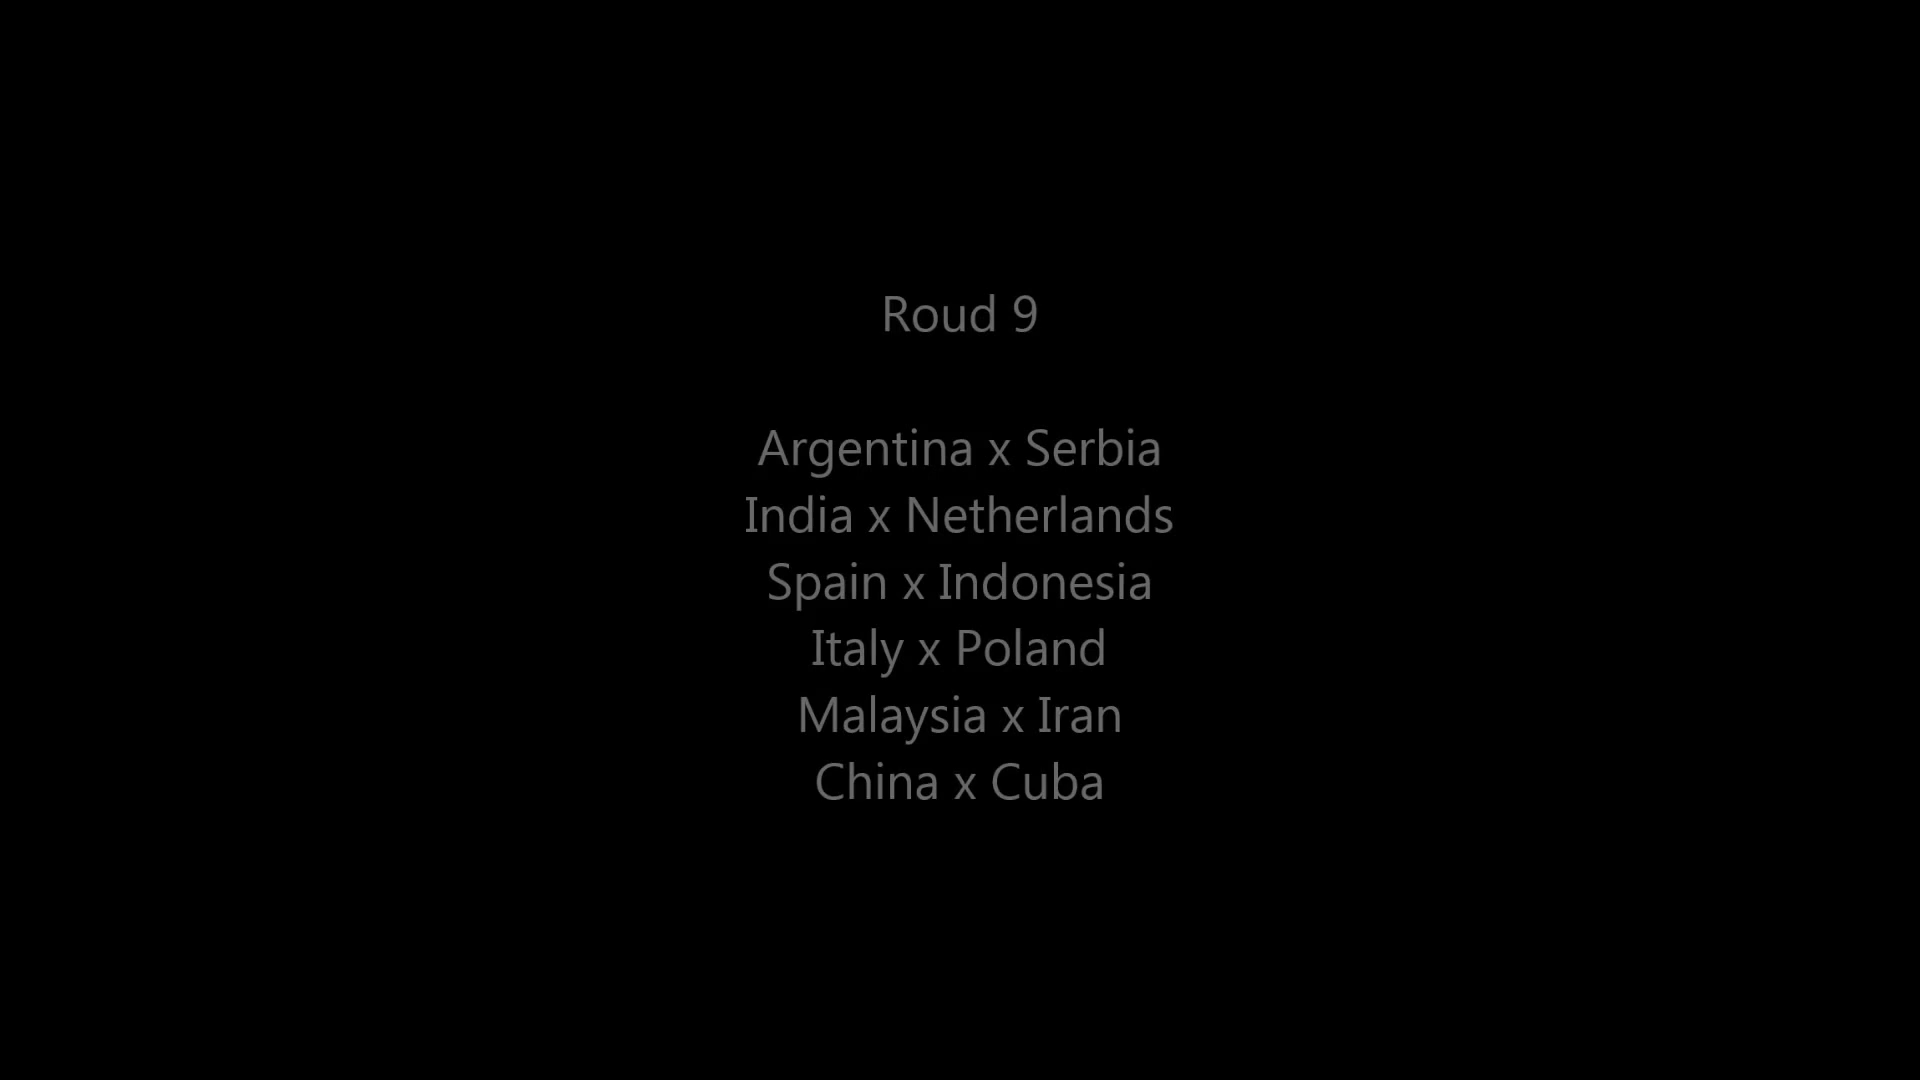 Roud 9
Argentina x Serbia
India x Netherlands
Spain x Indonesia
Italy x Poland
Malaysia x Iran
China x Cuba